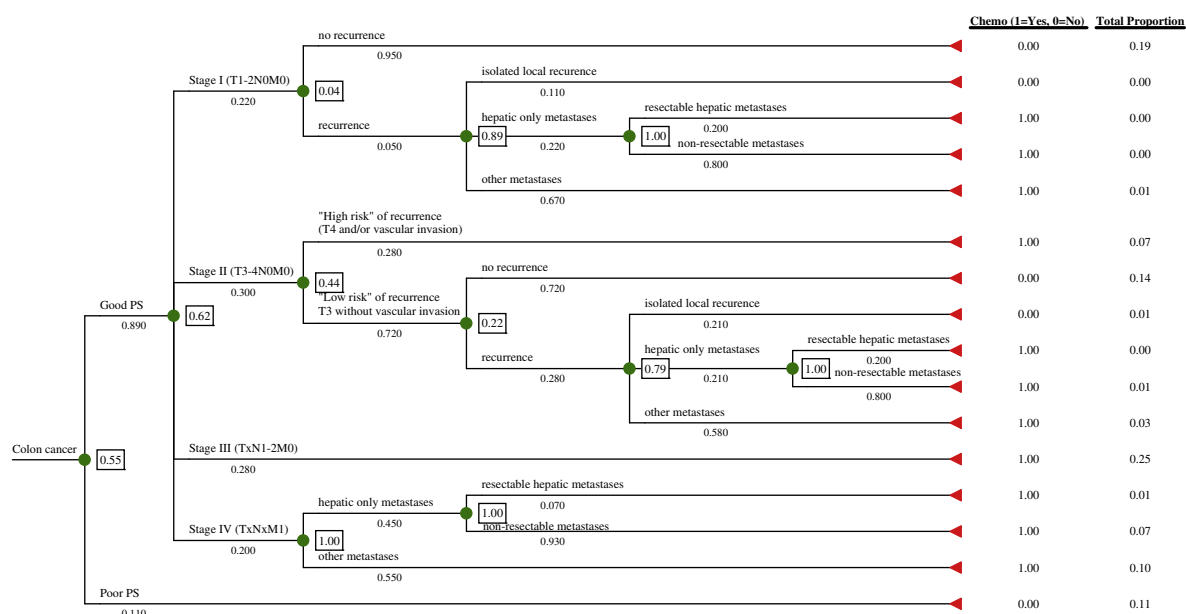 Chemo (1=Yes, 0=No) Total Proportion
no recurrence
0.950
0.00 0.19
Stage I (T1-2N0M0)
0.220
0.04
isolated local recurence
0.110
0.00 0.00
recurrence
0.050
0.89
hepatic only metastases
0.220
resectable hepatic metastases
0.200
1.00 0.00
1.00
non-resectable metastases
0.800
1.00 0.00
other metastases
0.670
1.00 0.01
"High risk" of recurrence
(T4 and/or vascular invasion)
0.280
1.00 0.07
Stage II (T3-4N0M0)
0.300
0.44
no recurrence
0.720
0.00 0.14
"Low risk" of recurrence
T3 without vascular invasion
0.720
0.22
isolated local recurence
0.210
0.00 0.01
Good PS
0.890
0.62
recurrence
0.280
0.79
hepatic only metastases
0.210
resectable hepatic metastases
0.200
1.00 0.00
1.00
non-resectable metastases
0.800
1.00 0.01
other metastases
0.580
1.00 0.03
Colon cancer
0.55
Stage III (TxN1-2M0)
0.280
1.00 0.25
hepatic only metastases
0.450
resectable hepatic metastases
0.070
1.00 0.01
1.00
non-resectable metastases
0.930
1.00 0.07
Stage IV (TxNxM1)
0.200
1.00
other metastases
0.550
1.00 0.10
Poor PS
0.110
0.00 0.11